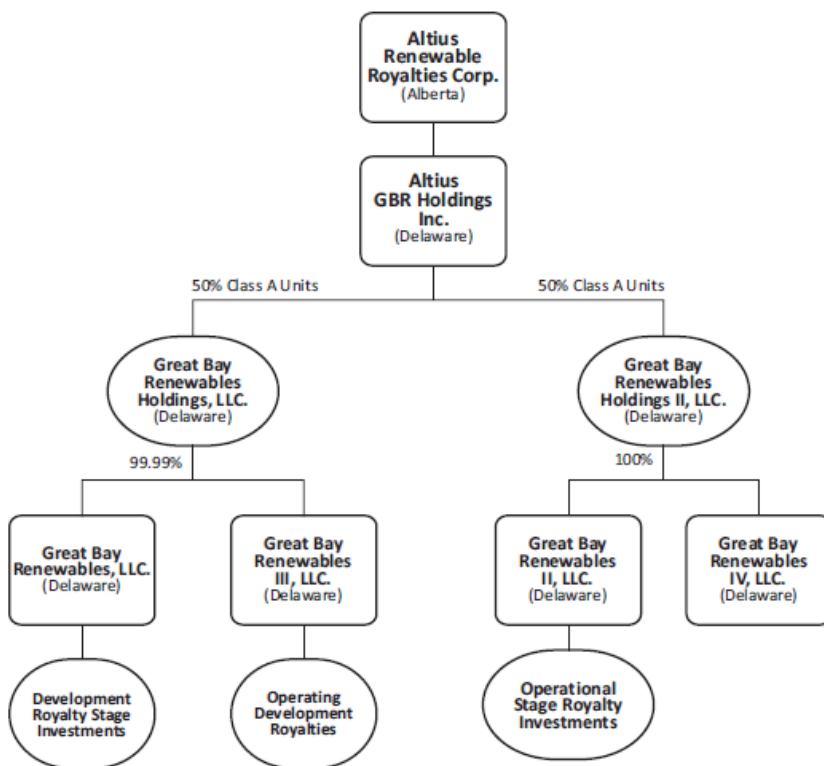 Altius
Renewable
Royalties Corp.
(Alberta)
Altius
GBR Holdings
Inc.
(Delaware)
50% Class A Units
50% Class A Units
Great Bay
Renewables
Holdings, LLC.
(Delaware)
Great Bay
Renewables
Holdings II, LLC.
(Delaware)
99.99%
100%
Great Bay
Renewables, LLC.
(Delaware)
Great Bay
Renewables
III, LLC.
(Delaware)
Great Bay
Renewables
II, LLC.
(Delaware)
Great Bay
Renewables
IV, LLC.
(Delaware)
Development
Royalty Stage
Investments
Operating
Development
Royalties
Operational
Stage Royalty
Investments